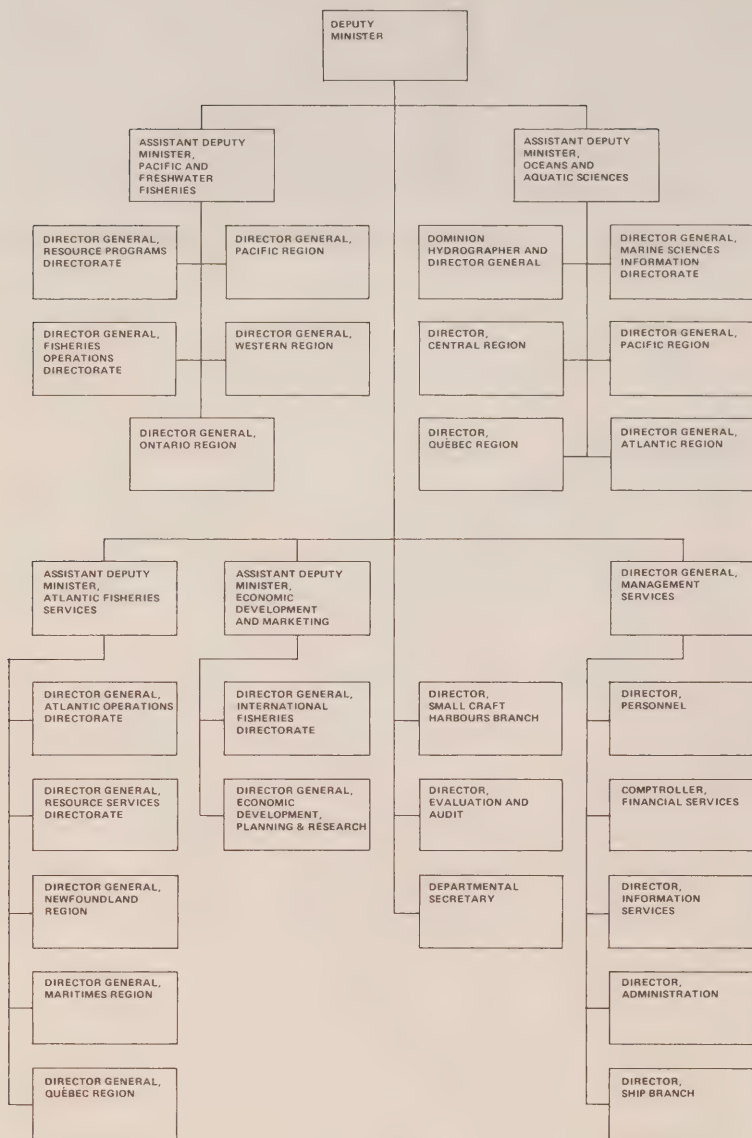 DEPUTY
MINISTER
ASSISTANT DEPUTY
MINISTER,
PACIFIC AND
FRESHWATER
FISHERIES
ASSISTANT DEPUTY
MINISTER,
OCEANS AND
AQUATIC SCIENCES
DIRECTOR GENERAL,
RESOURCE PROGRAMS
DIRECTORATE
DIRECTOR GENERAL,
PACIFIC REGION
DOMINION
HYDROGRAPHER AND
DIRECTOR GENERAL
DIRECTOR GENERAL,
MARINE SCIENCES
INFORMATION
DIRECTORATE
DIRECTOR GENERAL,
FISHERIES
OPERATIONS
DIRECTORATE
DIRECTOR GENERAL,
WESTERN REGION
DIRECTOR,
CENTRAL REGION
DIRECTOR GENERAL,
PACIFIC REGION
DIRECTOR GENERAL,
ONTARIO REGION
DIRECTOR,
QUÉBEC REGION
DIRECTOR GENERAL,
ATLANTIC REGION
ASSISTANT DEPUTY
MINISTER,
ATLANTIC FISHERIES
SERVICES
ASSISTANT DEPUTY
MINISTER,
ECONOMIC
DEVELOPMENT
AND MARKETING
DIRECTOR GENERAL,
MANAGEMENT
SERVICES
DIRECTOR GENERAL,
ATLANTIC OPERATIONS
DIRECTORATE
DIRECTOR GENERAL,
INTERNATIONAL
FISHERIES
DIRECTORATE
DIRECTOR,
SMALL CRAFT
HARBOURS BRANCH
DIRECTOR,
PERSONNEL
DIRECTOR GENERAL,
RESOURCE SERVICES
DIRECTORATE
DIRECTOR GENERAL,
ECONOMIC
DEVELOPMENT,
PLANNING & RESEARCH
DIRECTOR,
EVALUATION AND
AUDIT
COMPTROLLER,
FINANCIAL SERVICES
DIRECTOR GENERAL,
NEWFOUNDLAND
REGION
DEPARTMENTAL
SECRETARY
DIRECTOR,
INFORMATION
SERVICES
DIRECTOR GENERAL,
MARITIMES REGION
DIRECTOR,
ADMINISTRATION
DIRECTOR GENERAL,
QUÉBEC REGION
DIRECTOR,
SHIP BRANCH